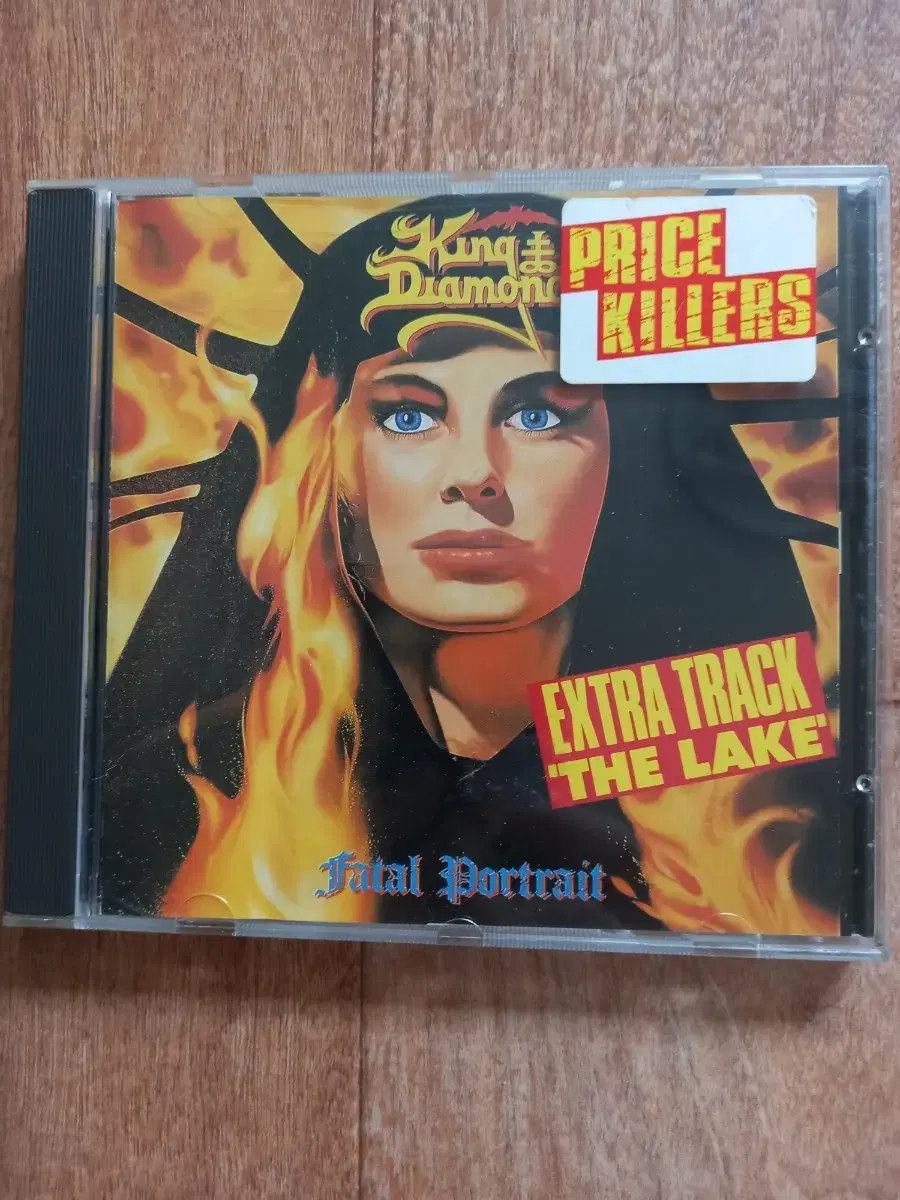 King
Diamond
PRICE
KILLERS
EXTRA TRACK
'THE LAKE'
Fatal Portrait